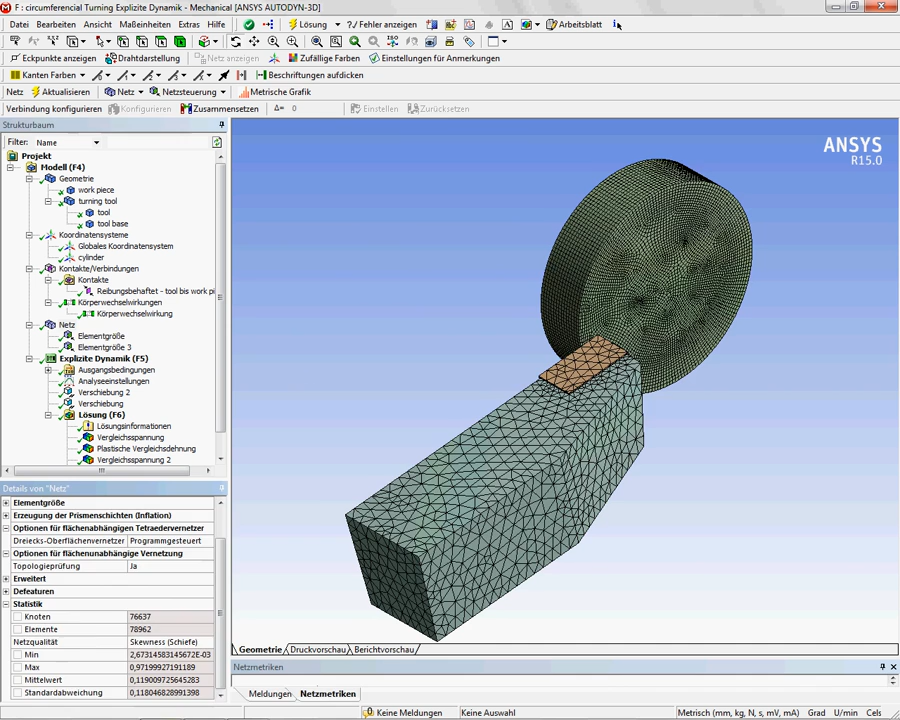 F : circumferential Turning Explizite Dynamik - Mechanical [ANSYS AUTODYN-3D]
Datei Bearbeiten Ansicht Maßeinheiten Extras Hilfe Lösung ?/ Fehler anzeigen A Arbeitsblatt
Eckpunkte anzeigen Drahtdarstellung Netz anzeigen Zufällige Farben Einstellungen für Anmerkungen
Kanten Farben Beschriftungen aufdicken
Netz Aktualisieren Netz Netzsteuerung Metrische Grafik
Verbindung konfigurieren Konfigurieren Zusammensetzen Δ= 0 Einstellen Zurücksetzen
Strukturbaum
Filter: Name
Projekt
Modell (F4)
Geometrie
work piece
turning tool
tool
tool base
Koordinatensysteme
Globales Koordinatensystem
cylinder
Kontakte/Verbindungen
Kontakte
Reibungsbehaftet - tool bis work pi
Körperwechselwirkungen
Körperwechselwirkung
Netz
Elementgröße
Elementgröße 3
Explizite Dynamik (F5)
Ausgangsbedingungen
Analyseeinstellungen
Verschiebung 2
Verschiebung
Lösung (F6)
Lösungsinformationen
Vergleichsspannung
Plastische Vergleichsdehnung
Vergleichsspannung 2
Details von "Netz"
Elementgröße
Erzeugung der Prismenschichten (Inflation)
Optionen für flächenabhängigen Tetraedervernetzer
Dreiecks-Oberflächenvernetzer Programmgesteuert
Optionen für flächenunabhängige Vernetzung
Topologieprüfung Ja
Erweitert
Defeaturen
Statistik
Knoten 76637
Elemente 78962
Netzqualität Skewness (Schiefe)
Min 2,67314583145672E-03
Max 0,97199927191189
Mittelwert 0,119009725645283
Standardabweichung 0,118046828991398
ANSYS
R15.0
Geometrie Druckvorschau Berichtvorschau
Netzmetriken
Meldungen Netzmetriken
Keine Meldungen Keine Auswahl Metrisch (mm, kg, N, s, mV, mA) Grad U/min Cels